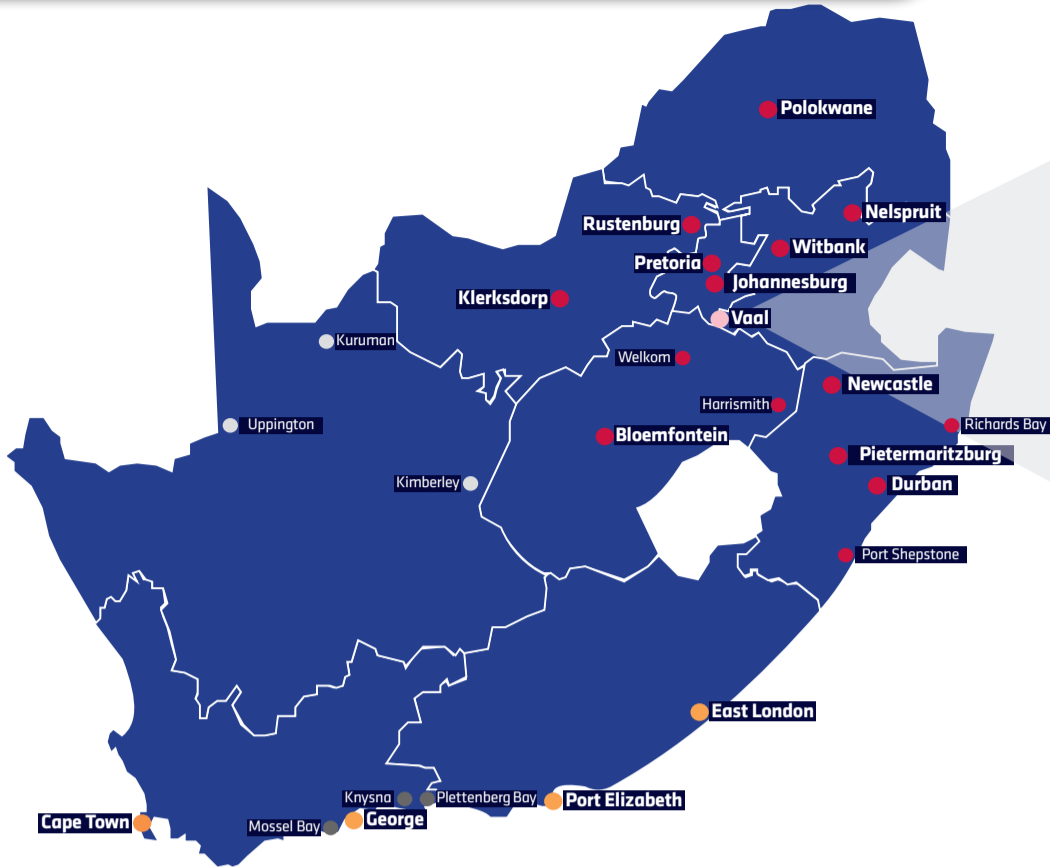 Polokwane
Nelspruit
Rustenburg
Witbank
Pretoria
Johannesburg
Klerksdorp
Vaal
Kuruman
Welkom
Newcastle
Harrismith
Uppington
Richards Bay
Bloemfontein
Pietermaritzburg
Kimberley
Durban
Port Shepstone
East London
Knysna
Plettenberg Bay
Port Elizabeth
Cape Town
Mossel Bay
George